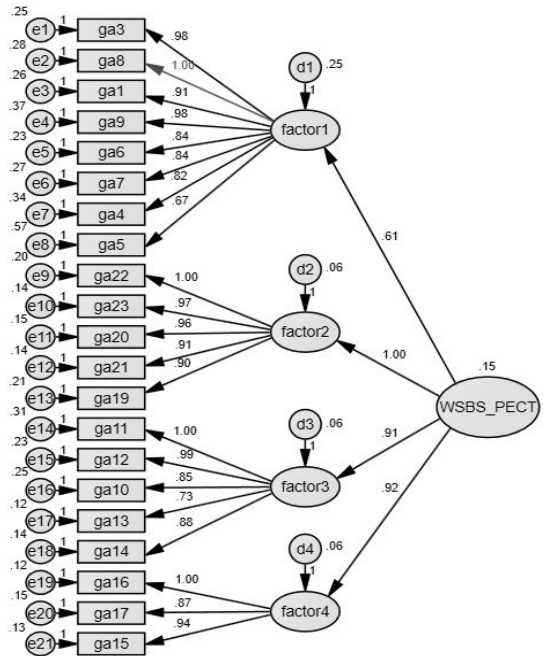 .25
e1 1 ga3 .98
.28
e2 1 ga8 1.00 d1 .25
.26
e3 1 ga1 .91 1
.37
e4 1 ga9 .98 factor1
.23
e5 1 ga6 .84
.27
e6 1 ga7 .84
.34
e7 1 ga4 .82
.57
e8 1 ga5 .67 .61
.20
e9 1 ga22 1.00 d2 .06
.14
e10 1 ga23 .97 1
.15
e11 1 ga20 .96 factor2
.14
e12 1 ga21 .91 1.00 .15
.21
e13 1 ga19 .90 WSBS_PECT
.31
e14 1 ga11 1.00 d3 .06
.23
e15 1 ga12 .99 1 .91
.25
e16 1 ga10 .85 factor3 .92
.12
e17 1 ga13 .73
.14
e18 1 ga14 .88 d4 .06
.12
e19 1 ga16 1.00 1
.15
e20 1 ga17 .87 factor4
.13
e21 1 ga15 .94